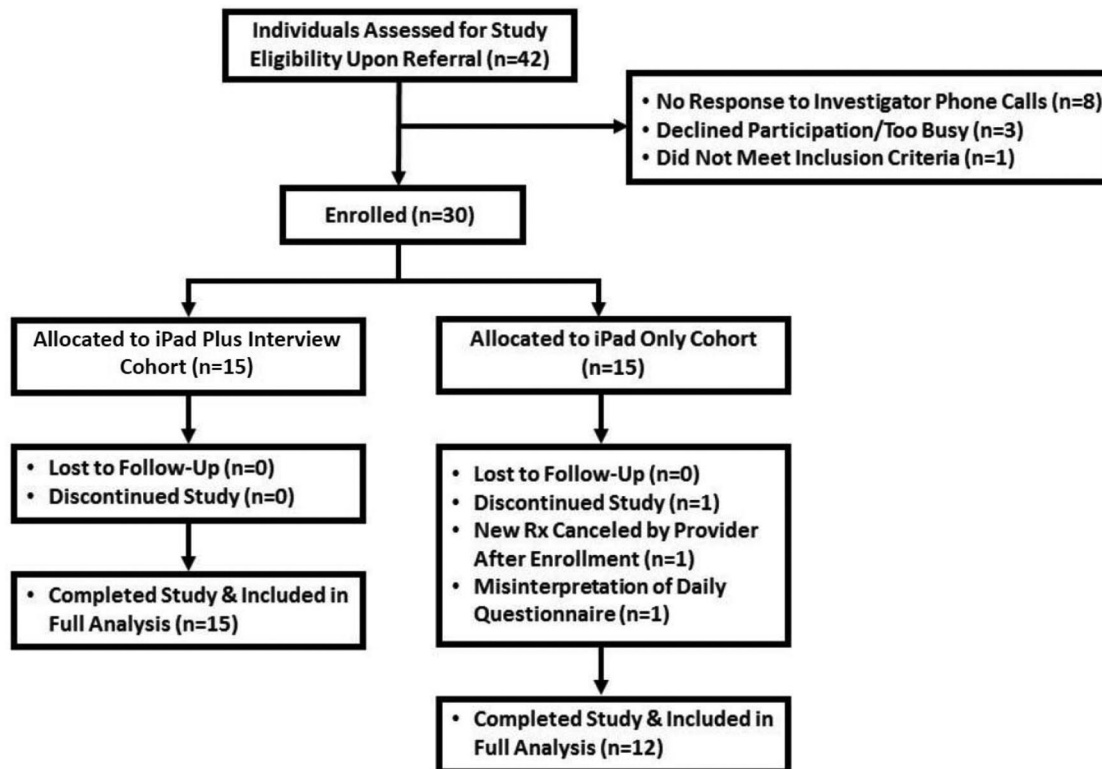 Individuals Assessed for Study
Eligibility Upon Referral (n=42)
• No Response to Investigator Phone Calls (n=8)
• Declined Participation/Too Busy (n=3)
• Did Not Meet Inclusion Criteria (n=1)
Enrolled (n=30)
Allocated to iPad Plus Interview
Cohort (n=15)
Allocated to iPad Only Cohort
(n=15)
• Lost to Follow-Up (n=0)
• Discontinued Study (n=0)
• Lost to Follow-Up (n=0)
• Discontinued Study (n=1)
• New Rx Canceled by Provider
After Enrollment (n=1)
• Misinterpretation of Daily
Questionnaire (n=1)
• Completed Study & Included in
Full Analysis (n=15)
• Completed Study & Included in
Full Analysis (n=12)